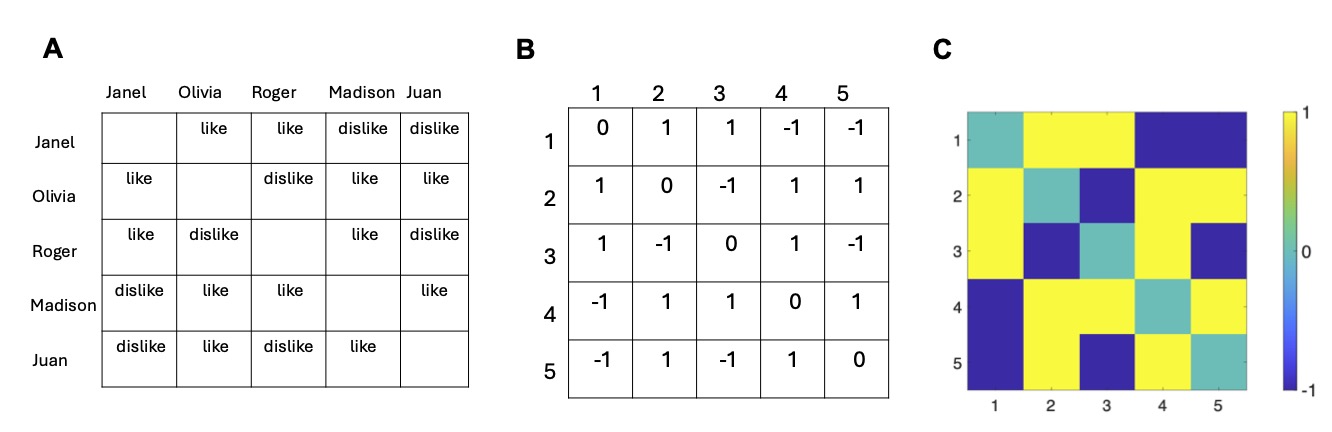 A
B
C
Janel Olivia Roger Madison Juan
Janel like like dislike dislike
Olivia like dislike like like
Roger like dislike like dislike
Madison dislike like like like
Juan dislike like dislike like
1 2 3 4 5
1 0 1 1 -1 -1
2 1 0 -1 1 1
3 1 -1 0 1 -1
4 -1 1 1 0 1
5 -1 1 -1 1 0
1
2
3
4
5
1 2 3 4 5
1
0
-1